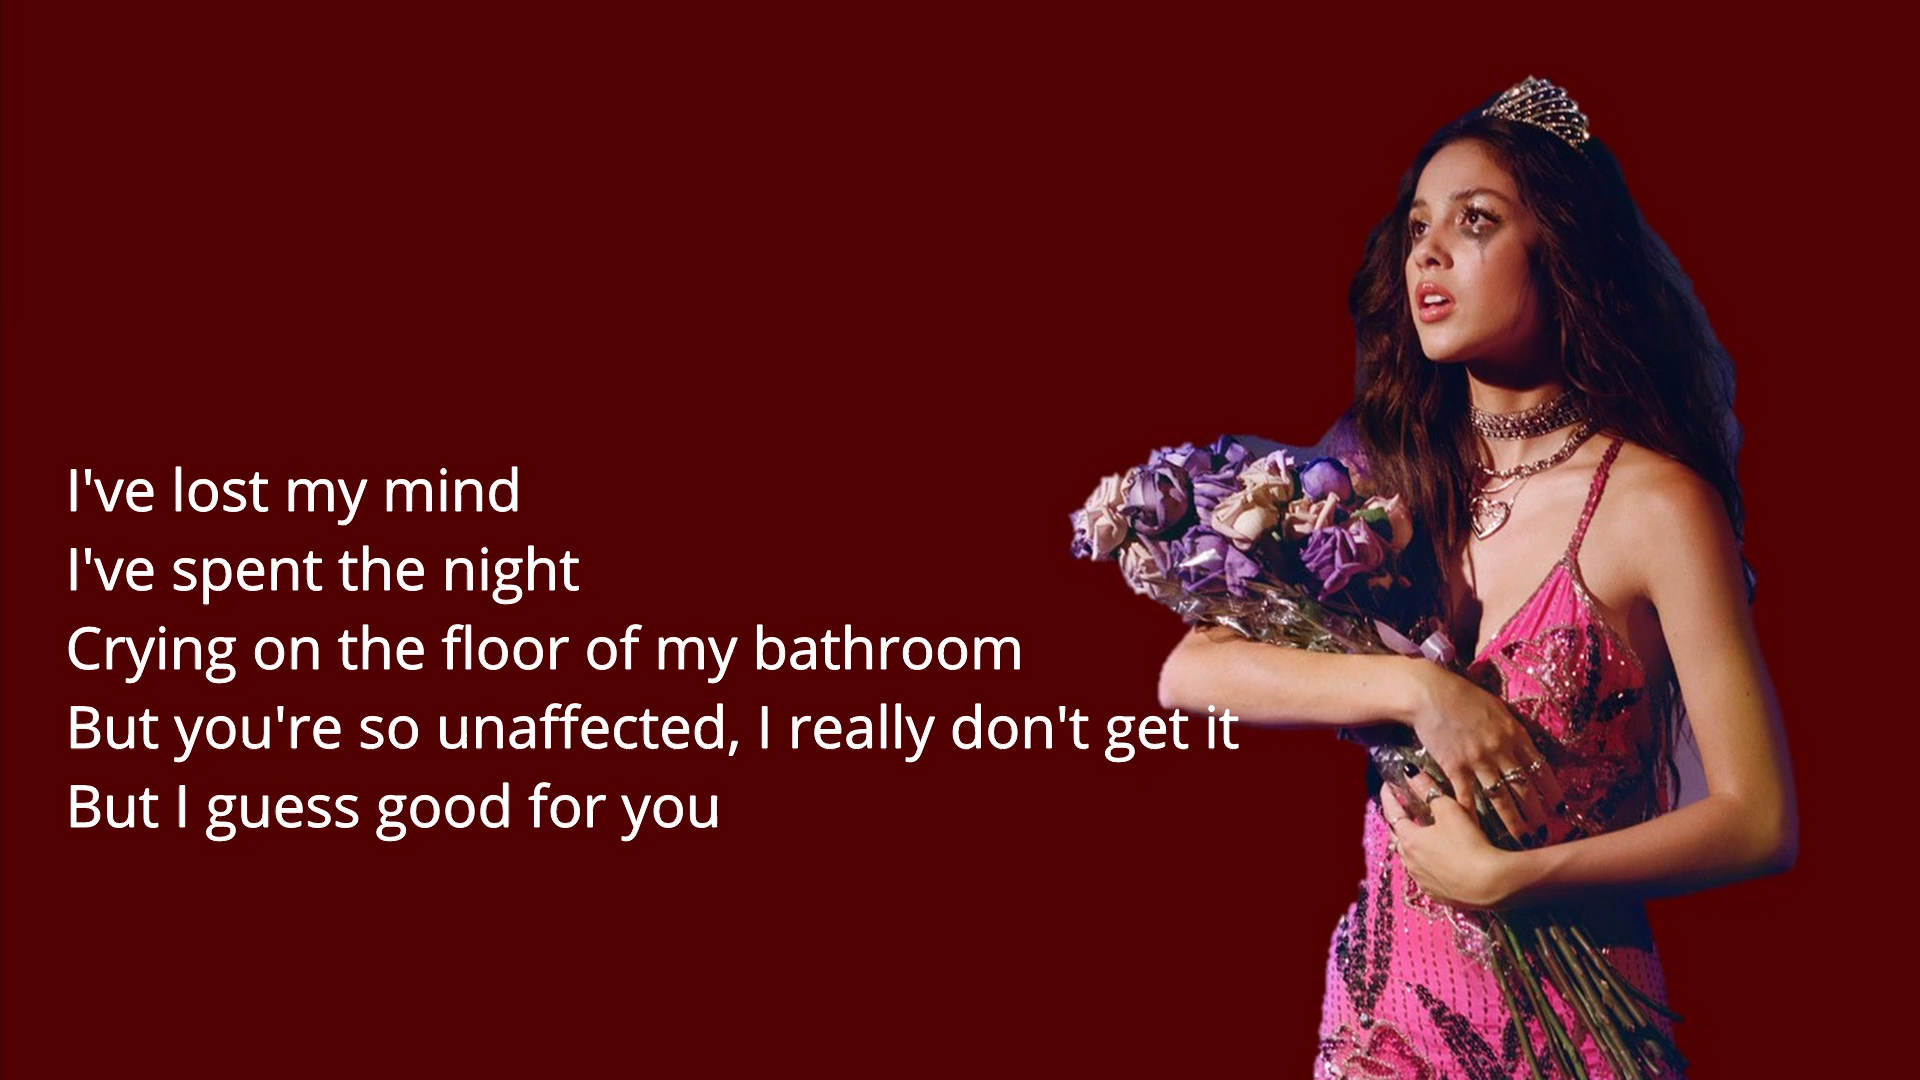 I've lost my mind
I've spent the night
Crying on the floor of my bathroom
But you're so unaffected, I really don't get it
But I guess good for you